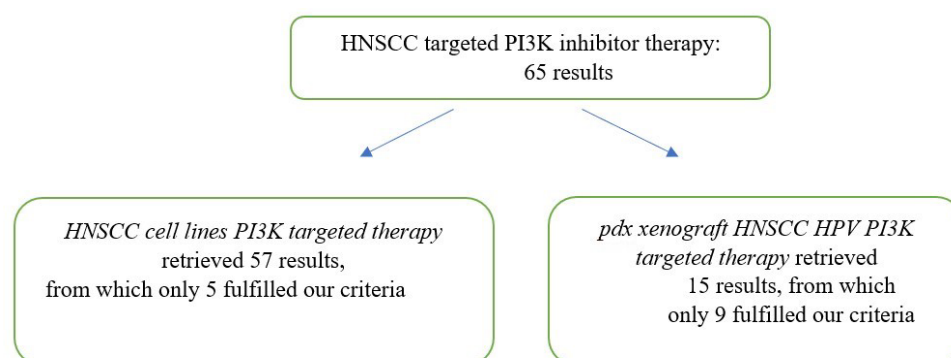 HNSCC targeted PI3K inhibitor therapy:
65 results
HNSCC cell lines PI3K targeted therapy
retrieved 57 results,
from which only 5 fulfilled our criteria
pdx xenograft HNSCC HPV PI3K
targeted therapy retrieved
15 results, from which
only 9 fulfilled our criteria